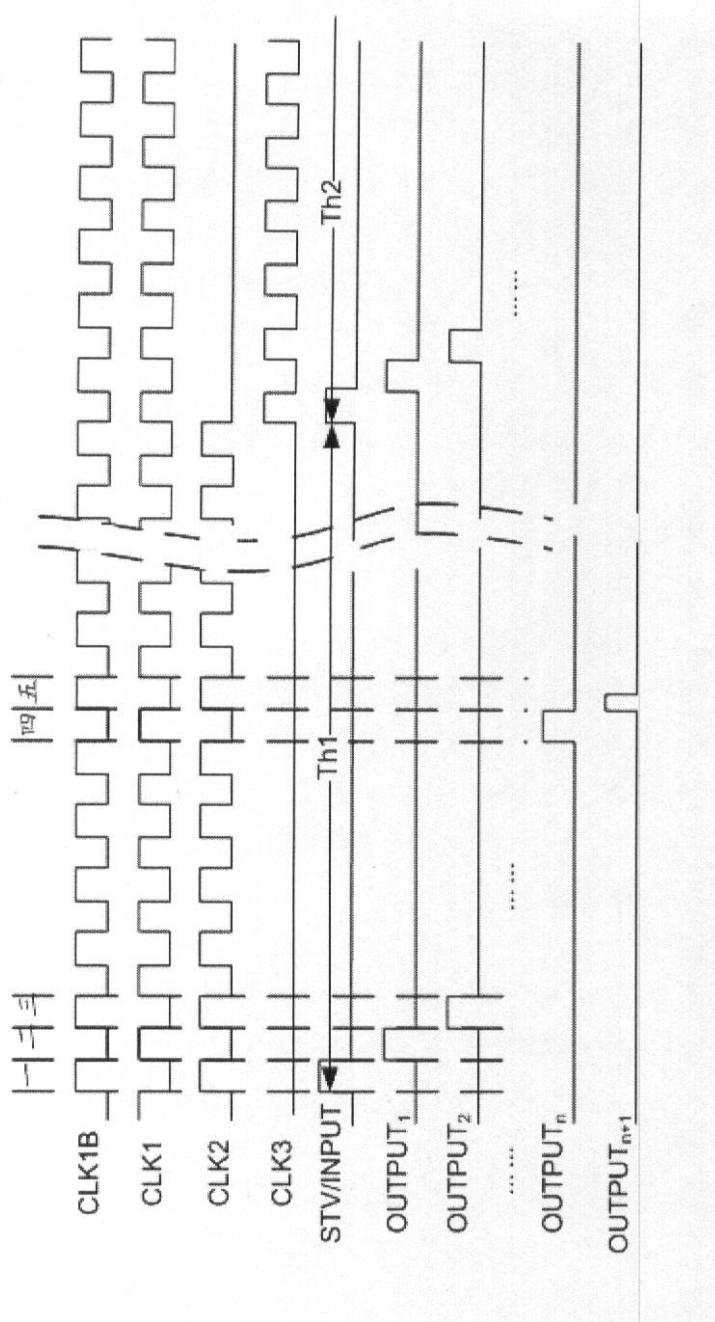 一 二 三 四 五
CLK1B
CLK1
CLK2
CLK3
STV/INPUT
Th1 Th2
OUTPUT₁
OUTPUT₂
…… …… ……
OUTPUTₙ
OUTPUTₙ₊₁